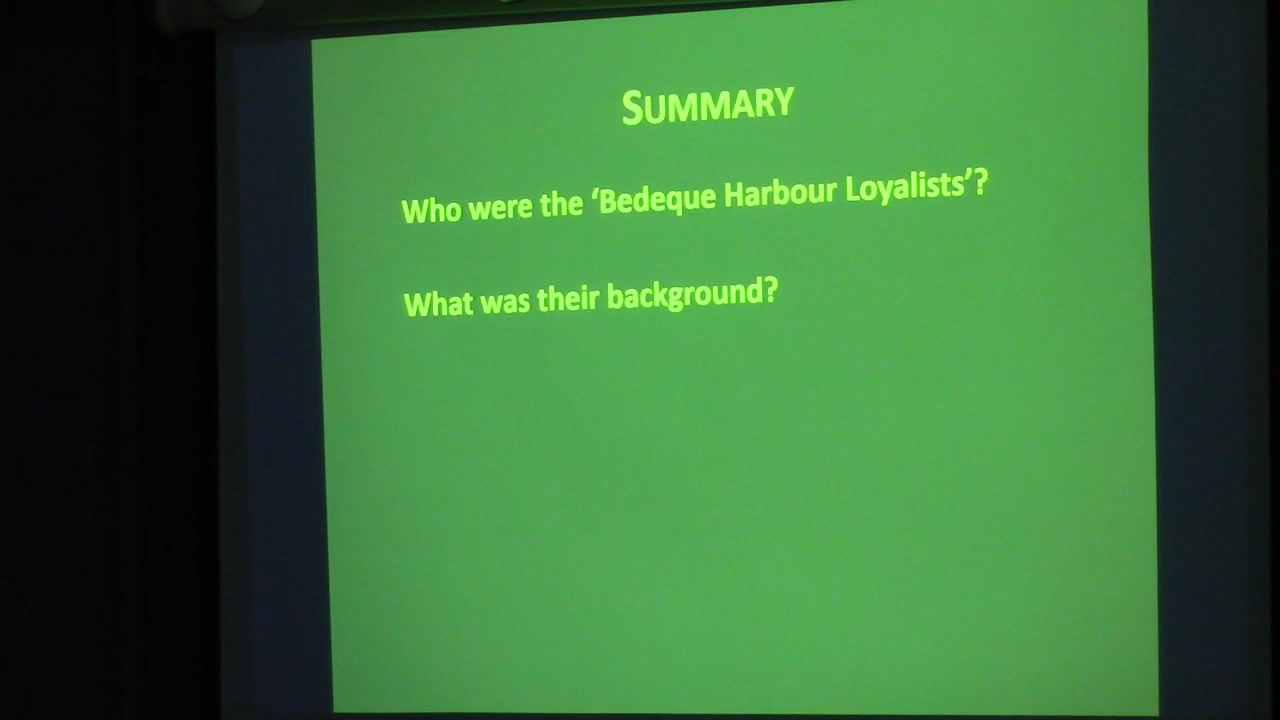 SUMMARY
Who were the ‘Bedeque Harbour Loyalists’?
What was their background?